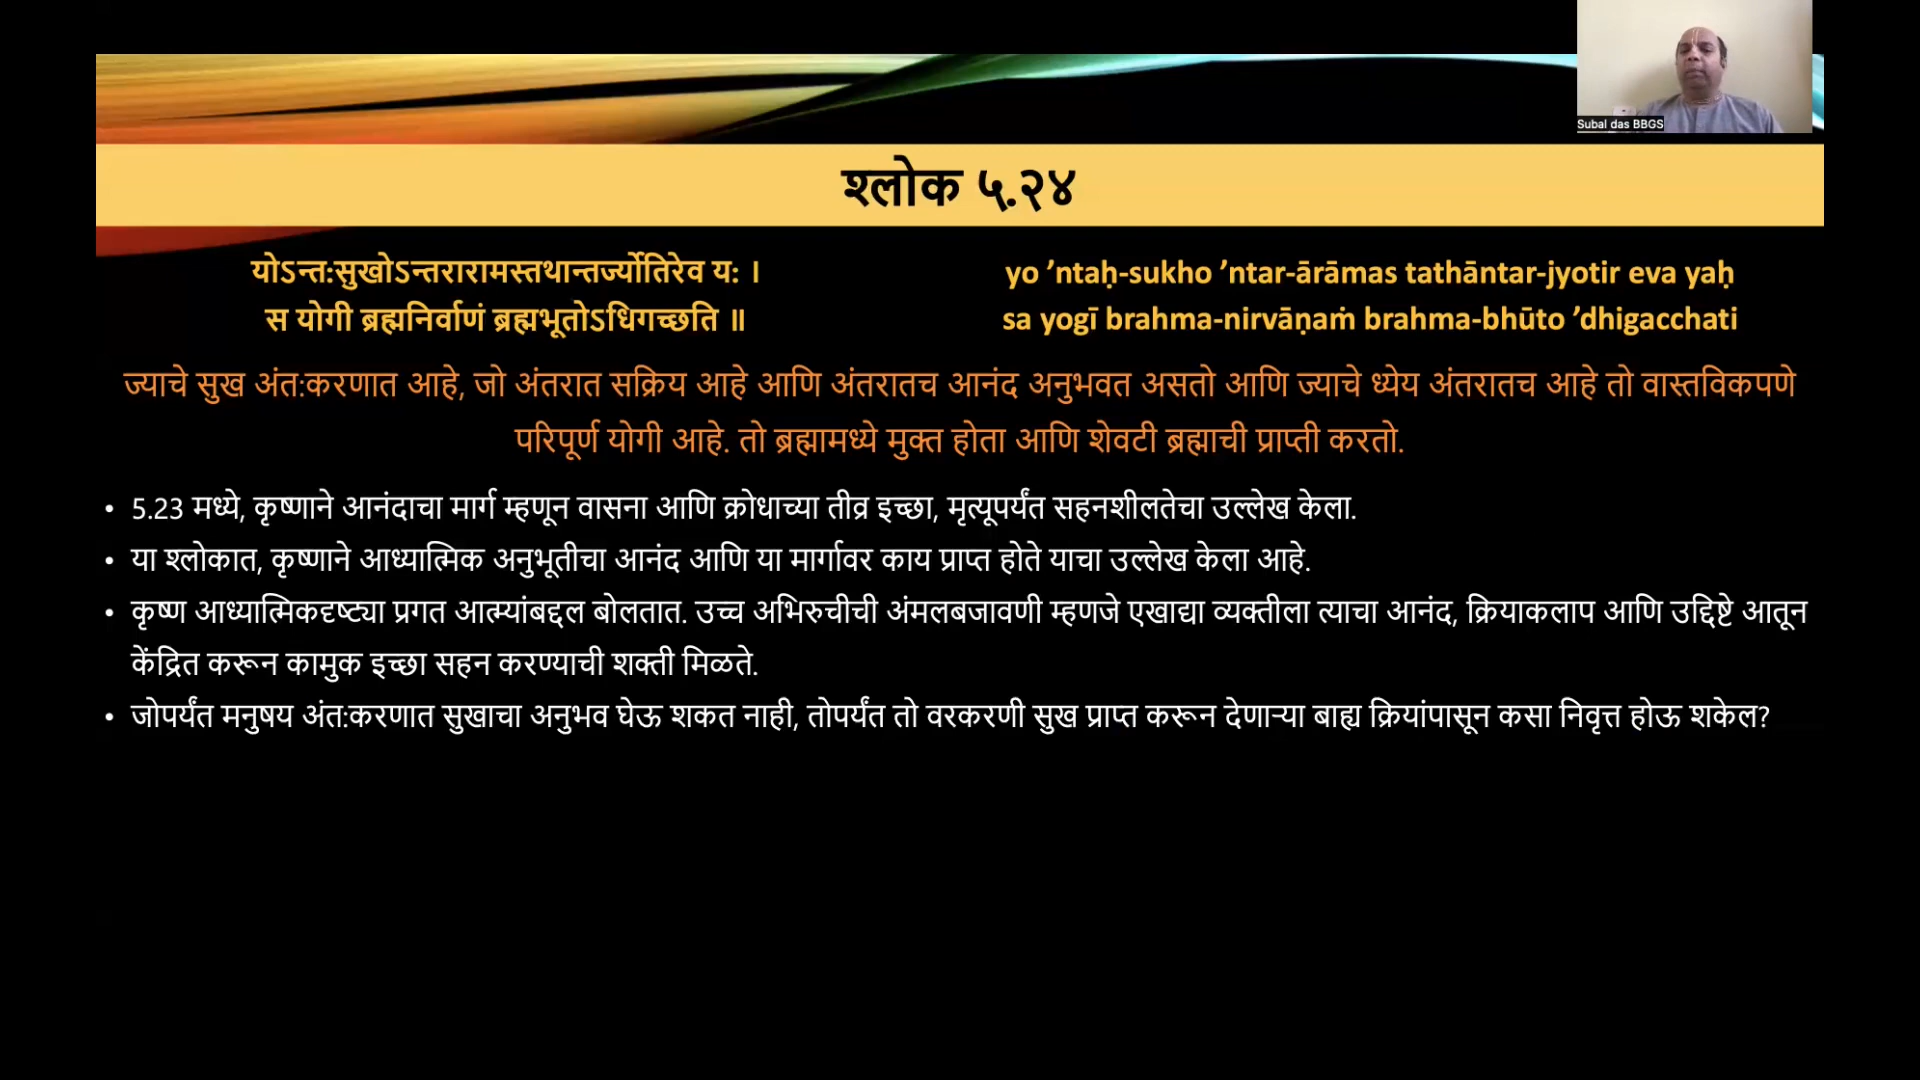 Subal das BBGS
श्लोक ५.२४
योऽन्त:सुखोऽन्तरारामस्तथान्तर्ज्योतिरेव य: ।
स योगी ब्रह्मनिर्वाणं ब्रह्मभूतोऽधिगच्छति ॥
yo ’ntaḥ-sukho ’ntar-ārāmas tathāntar-jyotir eva yaḥ
sa yogī brahma-nirvāṇaṁ brahma-bhūto ’dhigacchati
ज्याचे सुख अंत:करणात आहे, जो अंतरात सक्रिय आहे आणि अंतरातच आनंद अनुभवत असतो आणि ज्याचे ध्येय अंतरातच आहे तो वास्तविकपणे
परिपूर्ण योगी आहे. तो ब्रह्मामध्ये मुक्त होता आणि शेवटी ब्रह्माची प्राप्ती करतो.
• 5.23 मध्ये, कृष्णाने आनंदाचा मार्ग म्हणून वासना आणि क्रोधाच्या तीव्र इच्छा, मृत्यूपर्यंत सहनशीलतेचा उल्लेख केला.
• या श्लोकात, कृष्णाने आध्यात्मिक अनुभूतीचा आनंद आणि या मार्गावर काय प्राप्त होते याचा उल्लेख केला आहे.
• कृष्ण आध्यात्मिकदृष्ट्या प्रगत आत्म्यांबद्दल बोलतात. उच्च अभिरुचीची अंमलबजावणी म्हणजे एखाद्या व्यक्तीला त्याचा आनंद, क्रियाकलाप आणि उद्दिष्टे आतून
केंद्रित करून कामुक इच्छा सहन करण्याची शक्ती मिळते.
• जोपर्यंत मनुषय अंत:करणात सुखाचा अनुभव घेऊ शकत नाही, तोपर्यंत तो वरकरणी सुख प्राप्त करून देणाऱ्या बाह्य क्रियांपासून कसा निवृत्त होऊ शकेल?